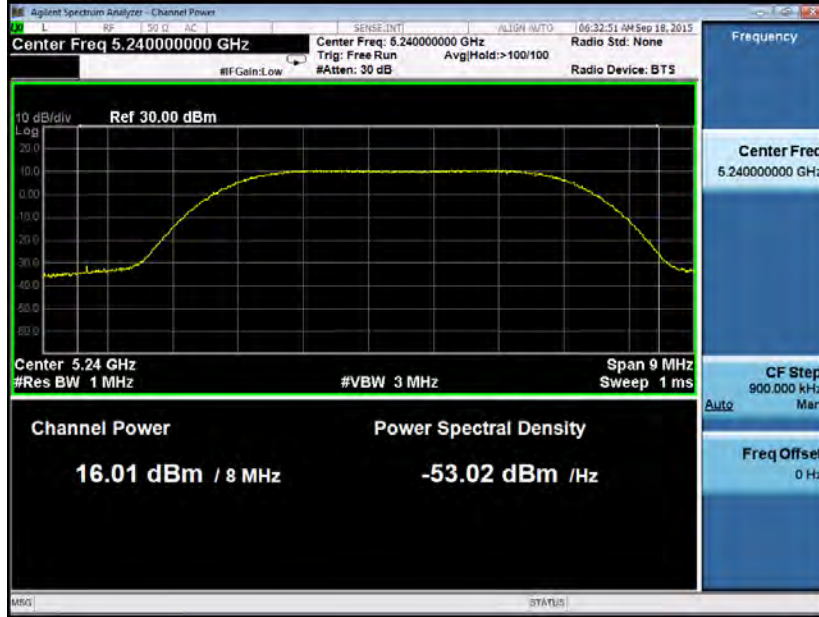 Agilent Spectrum Analyzer - Channel Power
L RF 50 Ω AC SENSE:INT ALIGN AUTO 06:32:51 AM Sep 18, 2015
Center Freq 5.240000000 GHz
Center Freq: 5.240000000 GHz
Radio Std: None
Trig: Free Run Avg|Hold:>100/100
#IFGain:Low
#Atten: 30 dB
Radio Device: BTS
Frequency
10 dB/div Ref 30.00 dBm
Log
20.0
10.0
0.00
-10.0
-20.0
-30.0
-40.0
-50.0
-60.0
Center Freq
5.240000000 GHz
Center 5.24 GHz
Span 9 MHz
#Res BW 1 MHz
#VBW 3 MHz
Sweep 1 ms
CF Step
900.000 kHz
Auto Man
Channel Power
Power Spectral Density
16.01 dBm / 8 MHz
-53.02 dBm /Hz
Freq Offset
0 Hz
MSG
STATUS